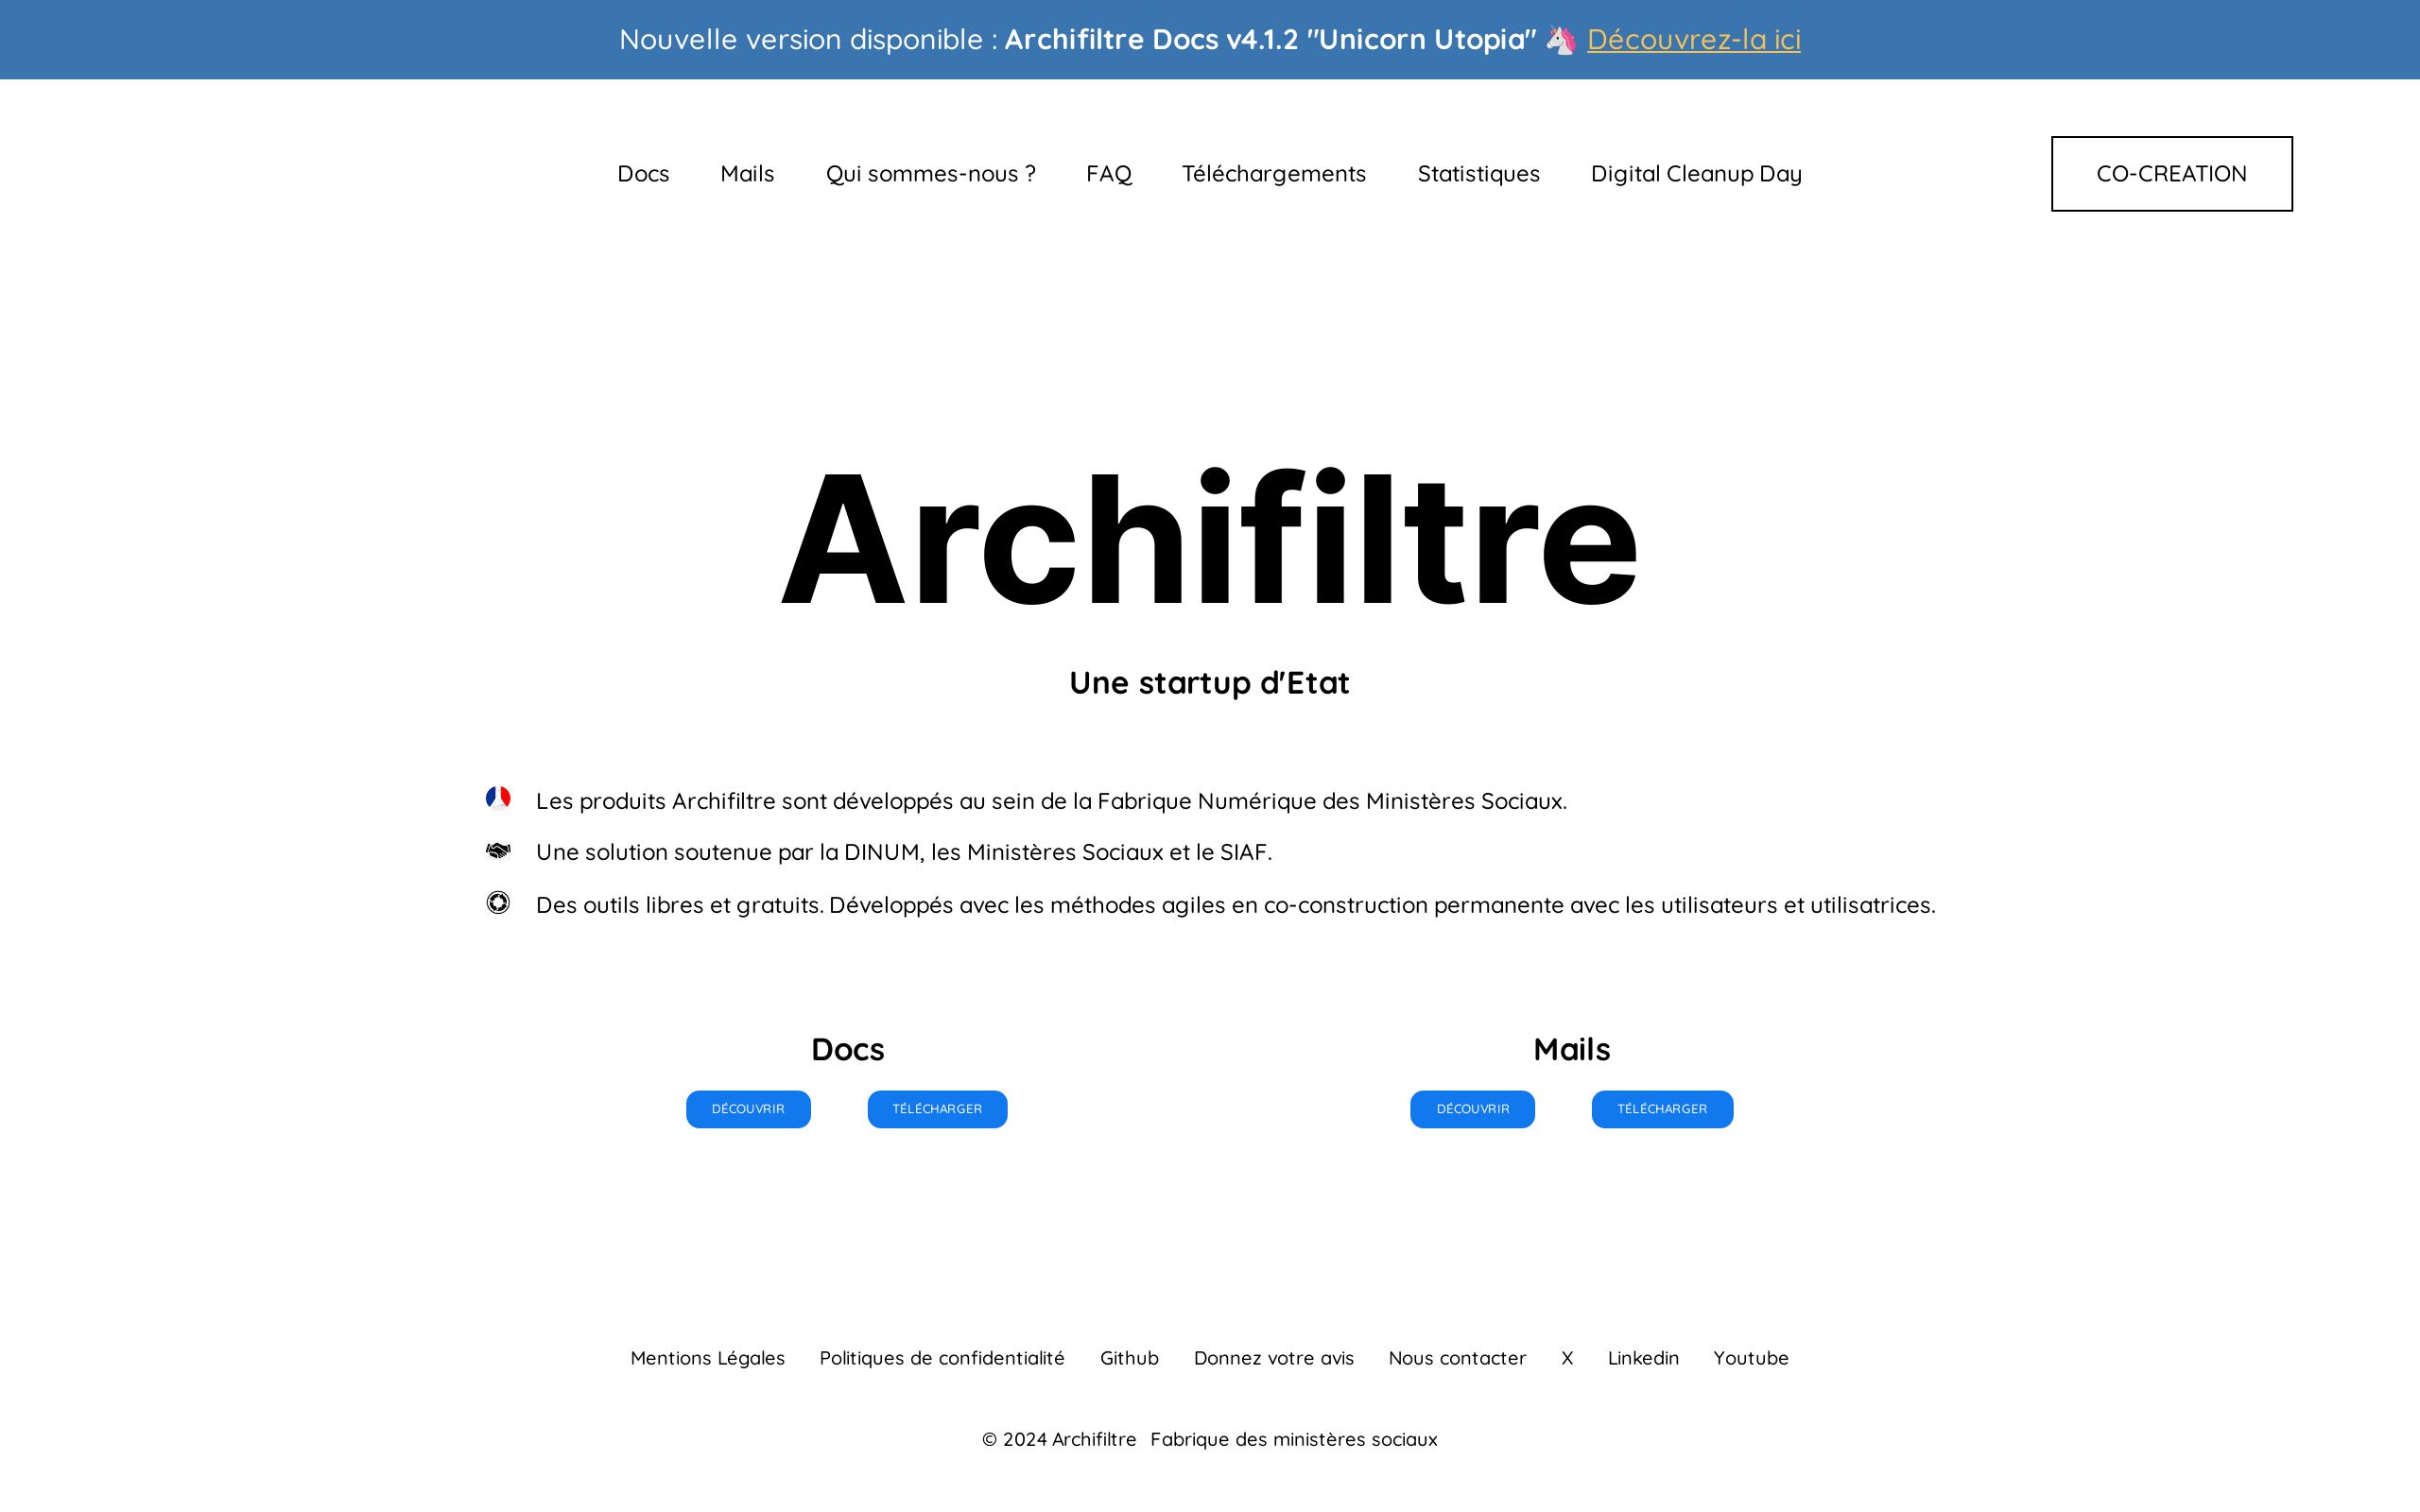 Nouvelle version disponible : Archifiltre Docs v4.1.2 "Unicorn Utopia" 🦄 Découvrez-la ici
Docs Mails Qui sommes-nous ? FAQ Téléchargements Statistiques Digital Cleanup Day CO-CREATION
Archifiltre
Une startup d'Etat
Les produits Archifiltre sont développés au sein de la Fabrique Numérique des Ministères Sociaux.
Une solution soutenue par la DINUM, les Ministères Sociaux et le SIAF.
Des outils libres et gratuits. Développés avec les méthodes agiles en co-construction permanente avec les utilisateurs et utilisatrices.
Docs Mails
DÉCOUVRIR TÉLÉCHARGER DÉCOUVRIR TÉLÉCHARGER
Mentions Légales Politiques de confidentialité Github Donnez votre avis Nous contacter X Linkedin Youtube
© 2024 Archifiltre Fabrique des ministères sociaux